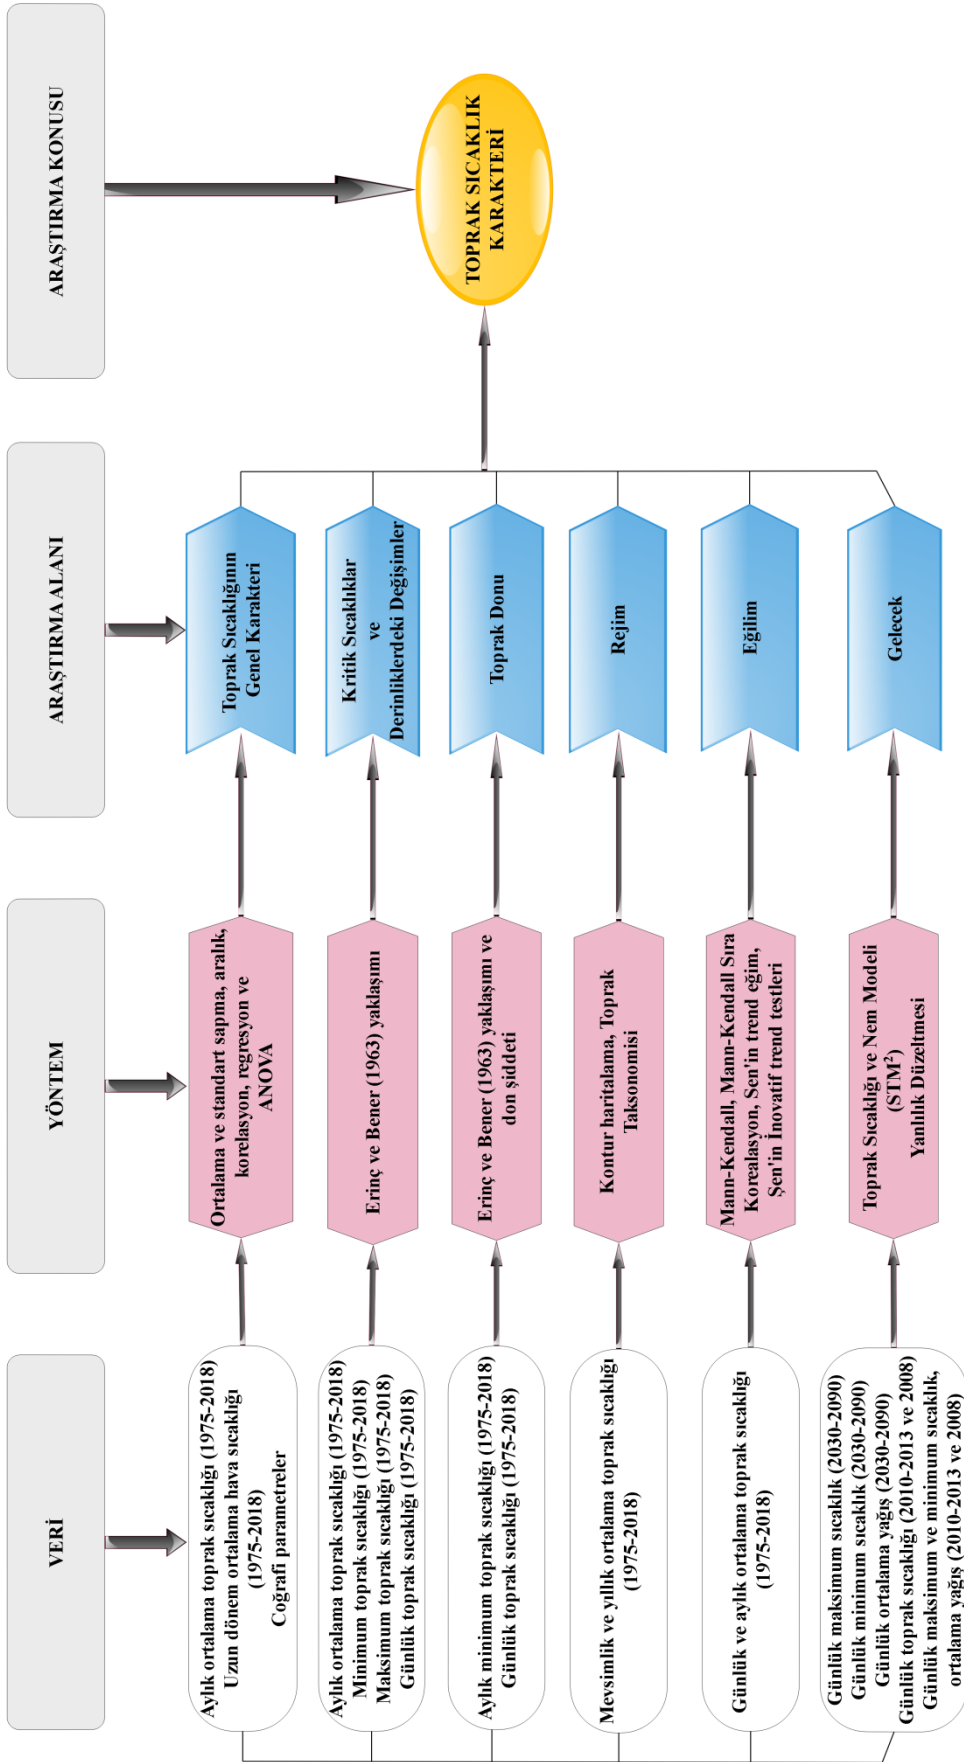 VERİ
YÖNTEM
ARAŞTIRMA ALANI
ARAŞTIRMA KONUSU
Aylık ortalama toprak sıcaklığı (1975-2018)
Uzun dönem ortalama hava sıcaklığı
(1975-2018)
Coğrafi parametreler
Ortalama ve standart sapma, aralık,
korelasyon, regresyon ve
ANOVA
Toprak Sıcaklığının
Genel Karakteri
Aylık ortalama toprak sıcaklığı (1975-2018)
Minimum toprak sıcaklığı (1975-2018)
Maksimum toprak sıcaklığı (1975-2018)
Günlük toprak sıcaklığı (1975-2018)
Erinç ve Bener (1963) yaklaşımı
Kritik Sıcaklıklar
ve
Derinliklerdeki Değişimler
Aylık minimum toprak sıcaklığı (1975-2018)
Günlük toprak sıcaklığı (1975-2018)
Erinç ve Bener (1963) yaklaşımı ve
don şiddeti
Toprak Donu
Mevsimlik ve yıllık ortalama toprak sıcaklığı
(1975-2018)
Kontur haritalama, Toprak
Taksonomisi
Rejim
Günlük ve aylık ortalama toprak sıcaklığı
(1975-2018)
Mann-Kendall, Mann-Kendall Sıra
Korealasyon, Sen'in trend eğim,
Şen'in İnovatif trend testleri
Eğilim
Günlük maksimum sıcaklık (2030-2090)
Günlük minimum sıcaklık (2030-2090)
Günlük ortalama yağış (2030-2090)
Günlük toprak sıcaklığı (2010-2013 ve 2008)
Günlük maksimum ve minimum sıcaklık,
ortalama yağış (2010-2013 ve 2008)
Toprak Sıcaklığı ve Nem Modeli
(STM²)
Yanlılık Düzeltmesi
Gelecek
TOPRAK SICAKLIK
KARAKTERİ